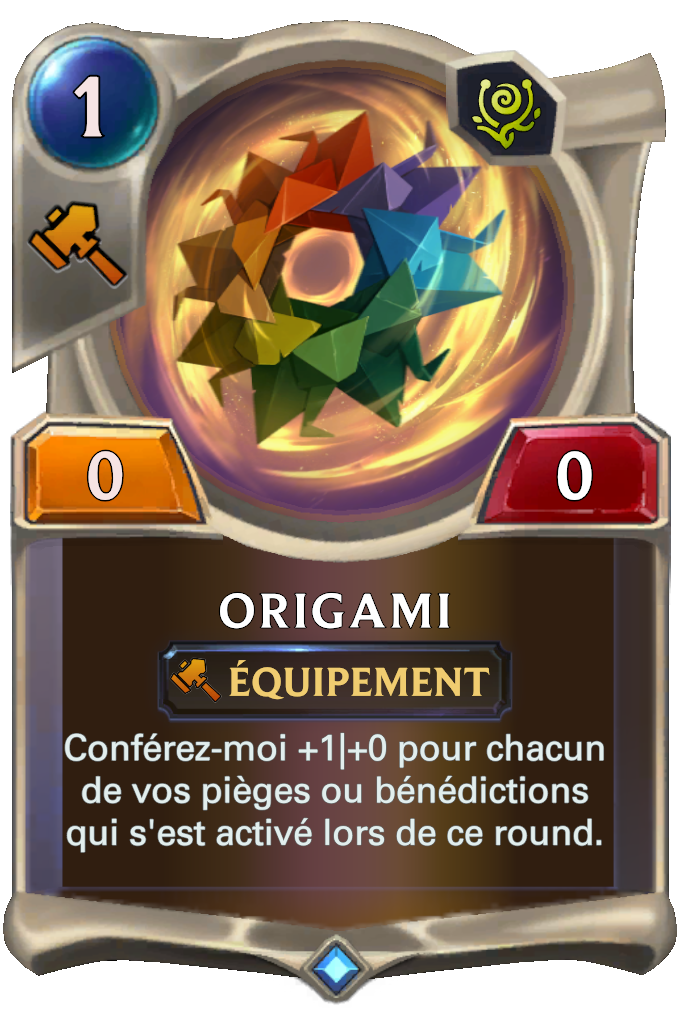 1
0
0
ORIGAMI
ÉQUIPEMENT
Conférez-moi +1|+0 pour chacun
de vos pièges ou bénédictions
qui s'est activé lors de ce round.